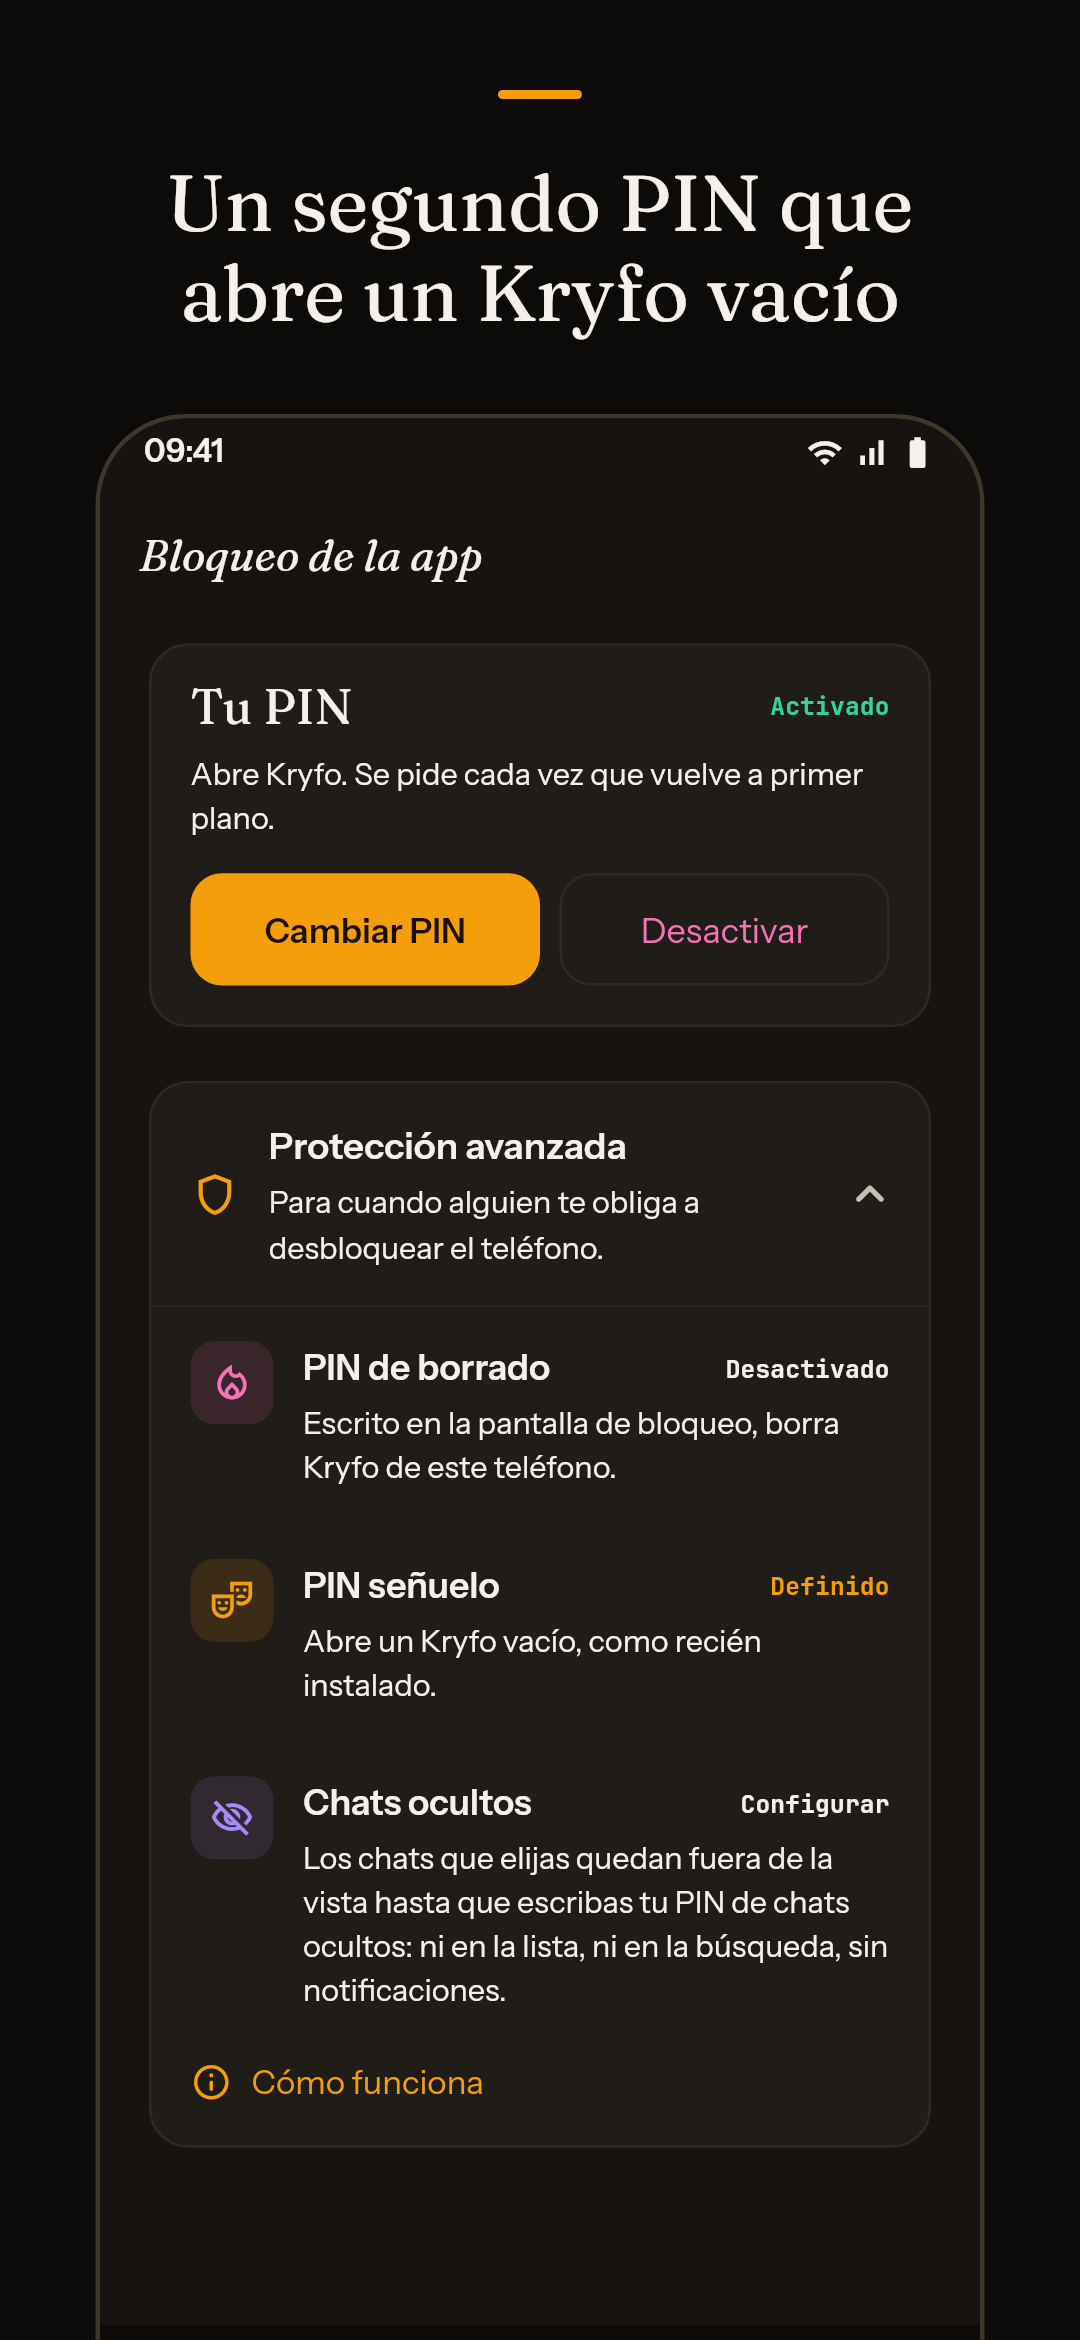 Un segundo PIN que
abre un Kryfo vacío
09:41
Bloqueo de la app
Tu PIN
Activado
Abre Kryfo. Se pide cada vez que vuelve a primer
plano.
Cambiar PIN
Desactivar
Protección avanzada
Para cuando alguien te obliga a
desbloquear el teléfono.
PIN de borrado
Desactivado
Escrito en la pantalla de bloqueo, borra
Kryfo de este teléfono.
PIN señuelo
Definido
Abre un Kryfo vacío, como recién
instalado.
Chats ocultos
Configurar
Los chats que elijas quedan fuera de la
vista hasta que escribas tu PIN de chats
ocultos: ni en la lista, ni en la búsqueda, sin
notificaciones.
Cómo funciona